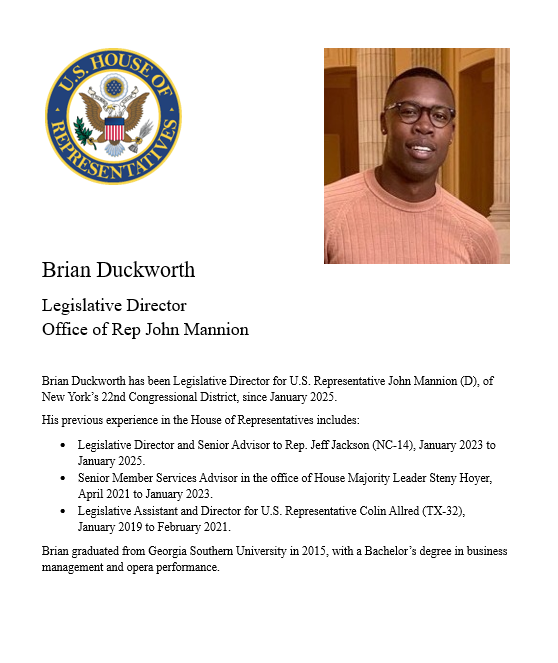 U.S. HOUSE OF
REPRESENTATIVES
Brian Duckworth
Legislative Director
Office of Rep John Mannion
Brian Duckworth has been Legislative Director for U.S. Representative John Mannion (D), of
New York’s 22nd Congressional District, since January 2025.
His previous experience in the House of Representatives includes:
• Legislative Director and Senior Advisor to Rep. Jeff Jackson (NC-14), January 2023 to
January 2025.
• Senior Member Services Advisor in the office of House Majority Leader Steny Hoyer,
April 2021 to January 2023.
• Legislative Assistant and Director for U.S. Representative Colin Allred (TX-32),
January 2019 to February 2021.
Brian graduated from Georgia Southern University in 2015, with a Bachelor’s degree in business
management and opera performance.